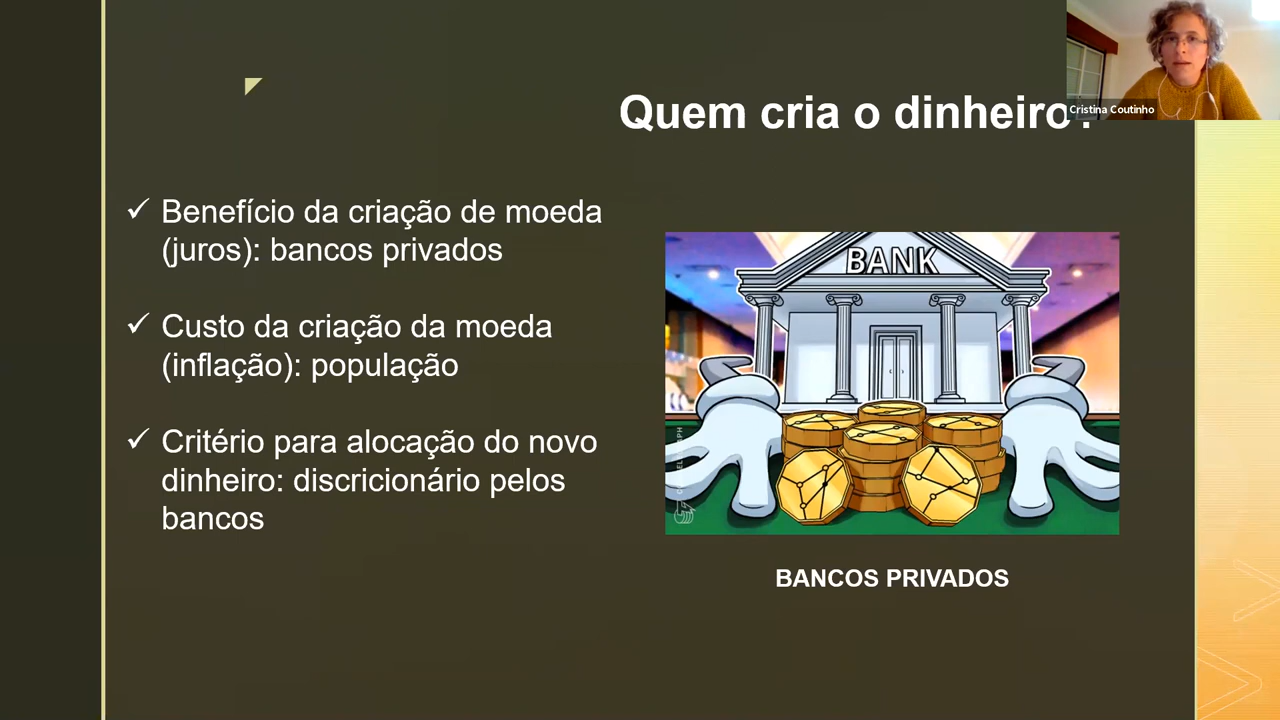 Quem cria o dinheiro?
Cristina Coutinho
✓ Benefício da criação de moeda
(juros): bancos privados
✓ Custo da criação da moeda
(inflação): população
✓ Critério para alocação do novo
dinheiro: discricionário pelos
bancos
BANK
BANCOS PRIVADOS